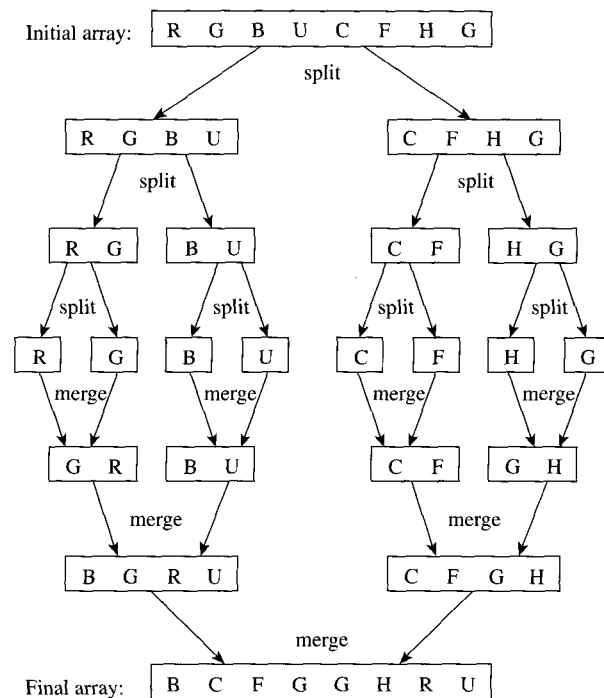 Initial array: R G B U C F H G
split
R G B U C F H G
split split
R G B U C F H G
split split split split
R G B U C F H G
merge merge merge merge
G R B U C F G H
merge merge
B G R U C F G H
merge
Final array: B C F G G H R U